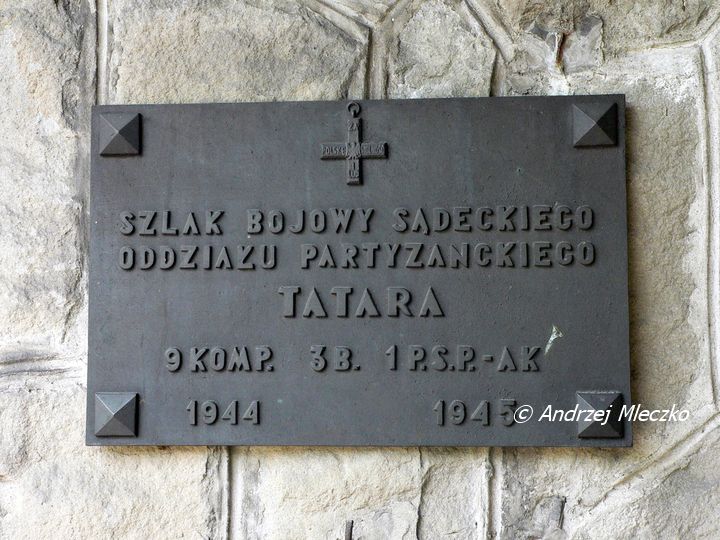 SZLAK BOJOWY SĄDECKIEGO
ODDZIAŁU PARTYZANCKIEGO
TATARA
9 KOMP. 3 B. 1 P.S.P.-AK
1944 1945
© Andrzej Mleczko